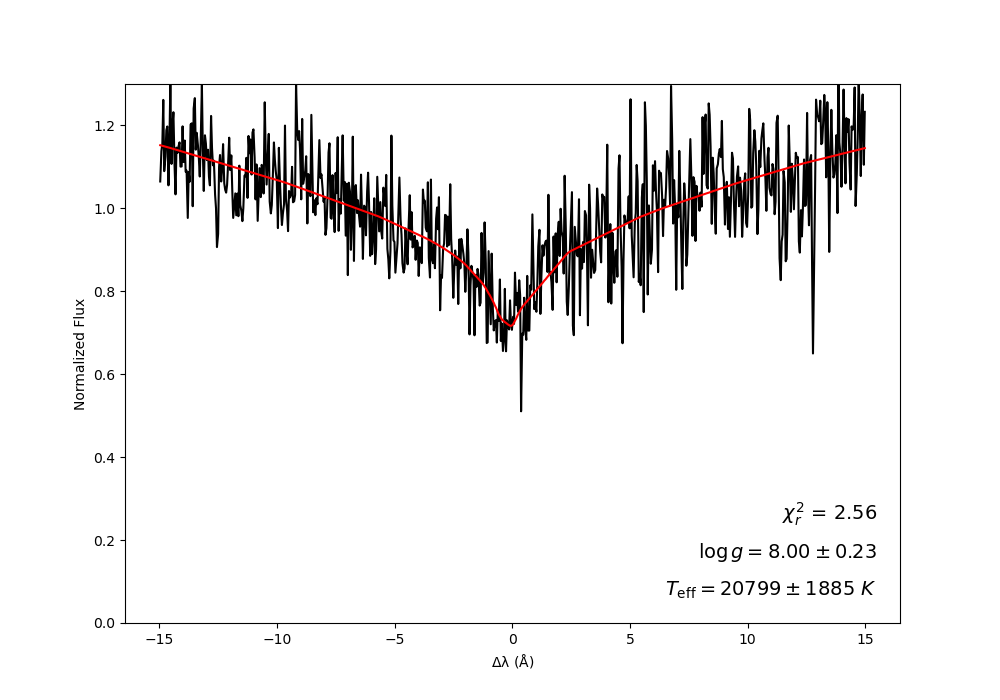 1.2
1.0
0.8
0.6
0.4
0.2
0.0
Normalized Flux
χ²ᵣ = 2.56
log g = 8.00 ± 0.23
T_eff = 20799 ± 1885 K
−15 −10 −5 0 5 10 15
Δλ (Å)